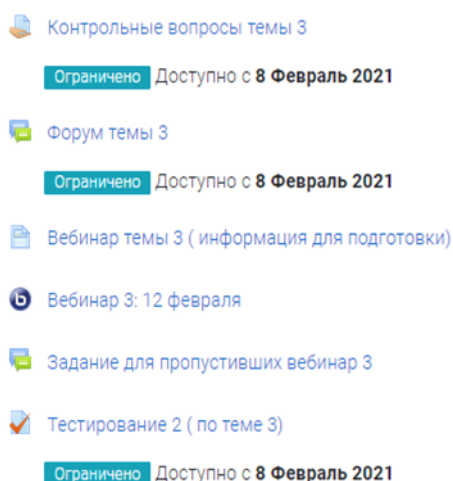 Контрольные вопросы темы 3
Ограничено Доступно с 8 Февраль 2021
Форум темы 3
Ограничено Доступно с 8 Февраль 2021
Вебинар темы 3 ( информация для подготовки)
Вебинар 3: 12 февраля
Задание для пропустивших вебинар 3
Тестирование 2 ( по теме 3)
Ограничено Доступно с 8 Февраль 2021